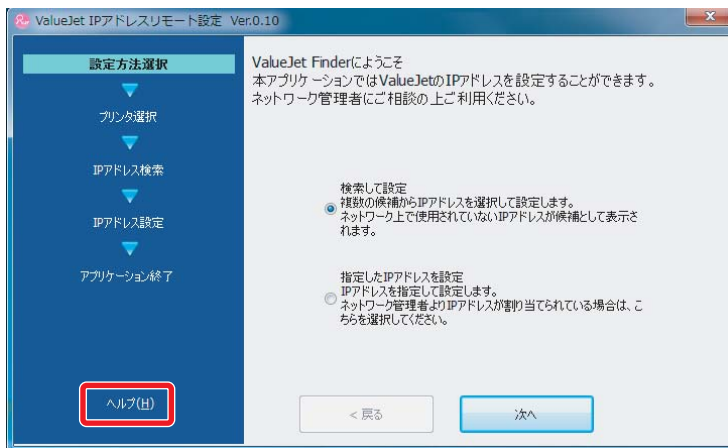 ValueJet IPアドレスリモート設定 Ver.0.10
設定方法選択
プリンタ選択
IPアドレス検索
IPアドレス設定
アプリケーション終了
ヘルプ(H)
ValueJet Finderにようこそ
本アプリケーションではValueJetのIPアドレスを設定することができます。
ネットワーク管理者にご相談の上ご利用ください。
検索して設定
複数の候補からIPアドレスを選択して設定します。
ネットワーク上で使用されていないIPアドレスが候補として表示さ
れます。
指定したIPアドレスを設定
IPアドレスを指定して設定します。
ネットワーク管理者よりIPアドレスが割り当てられている場合は、こ
ちらを選択してください。
< 戻る
次へ